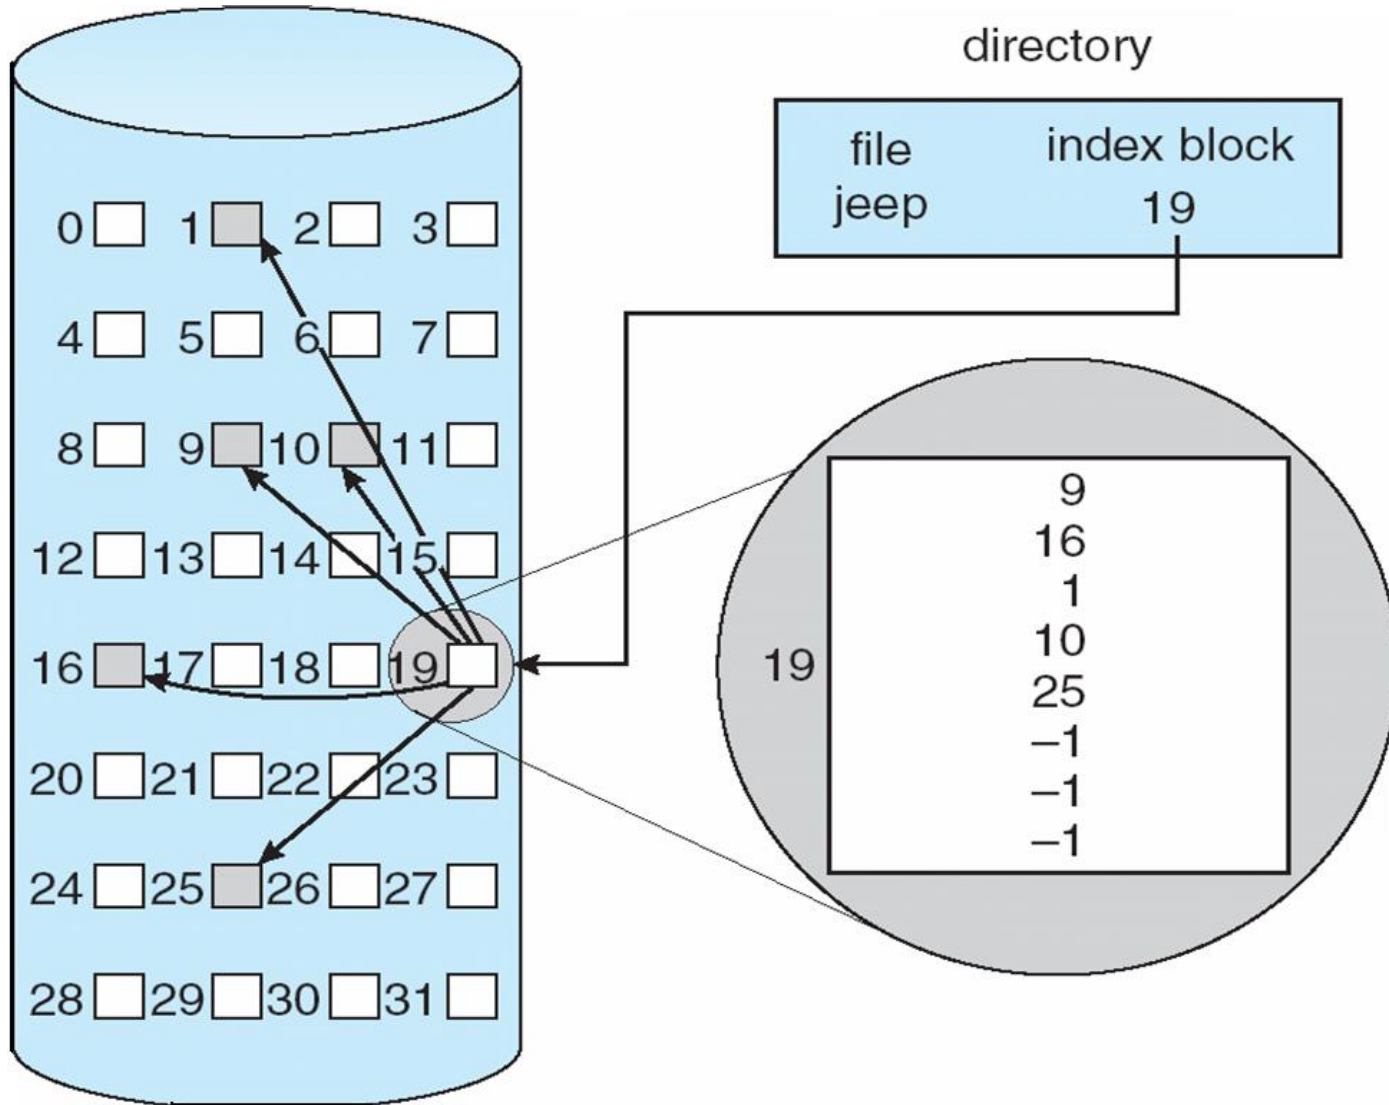 directory
file index block
jeep 19
0 1 2 3
4 5 6 7
8 9 10 11
12 13 14 15
16 17 18 19
20 21 22 23
24 25 26 27
28 29 30 31
19
9
16
1
10
25
–1
–1
–1